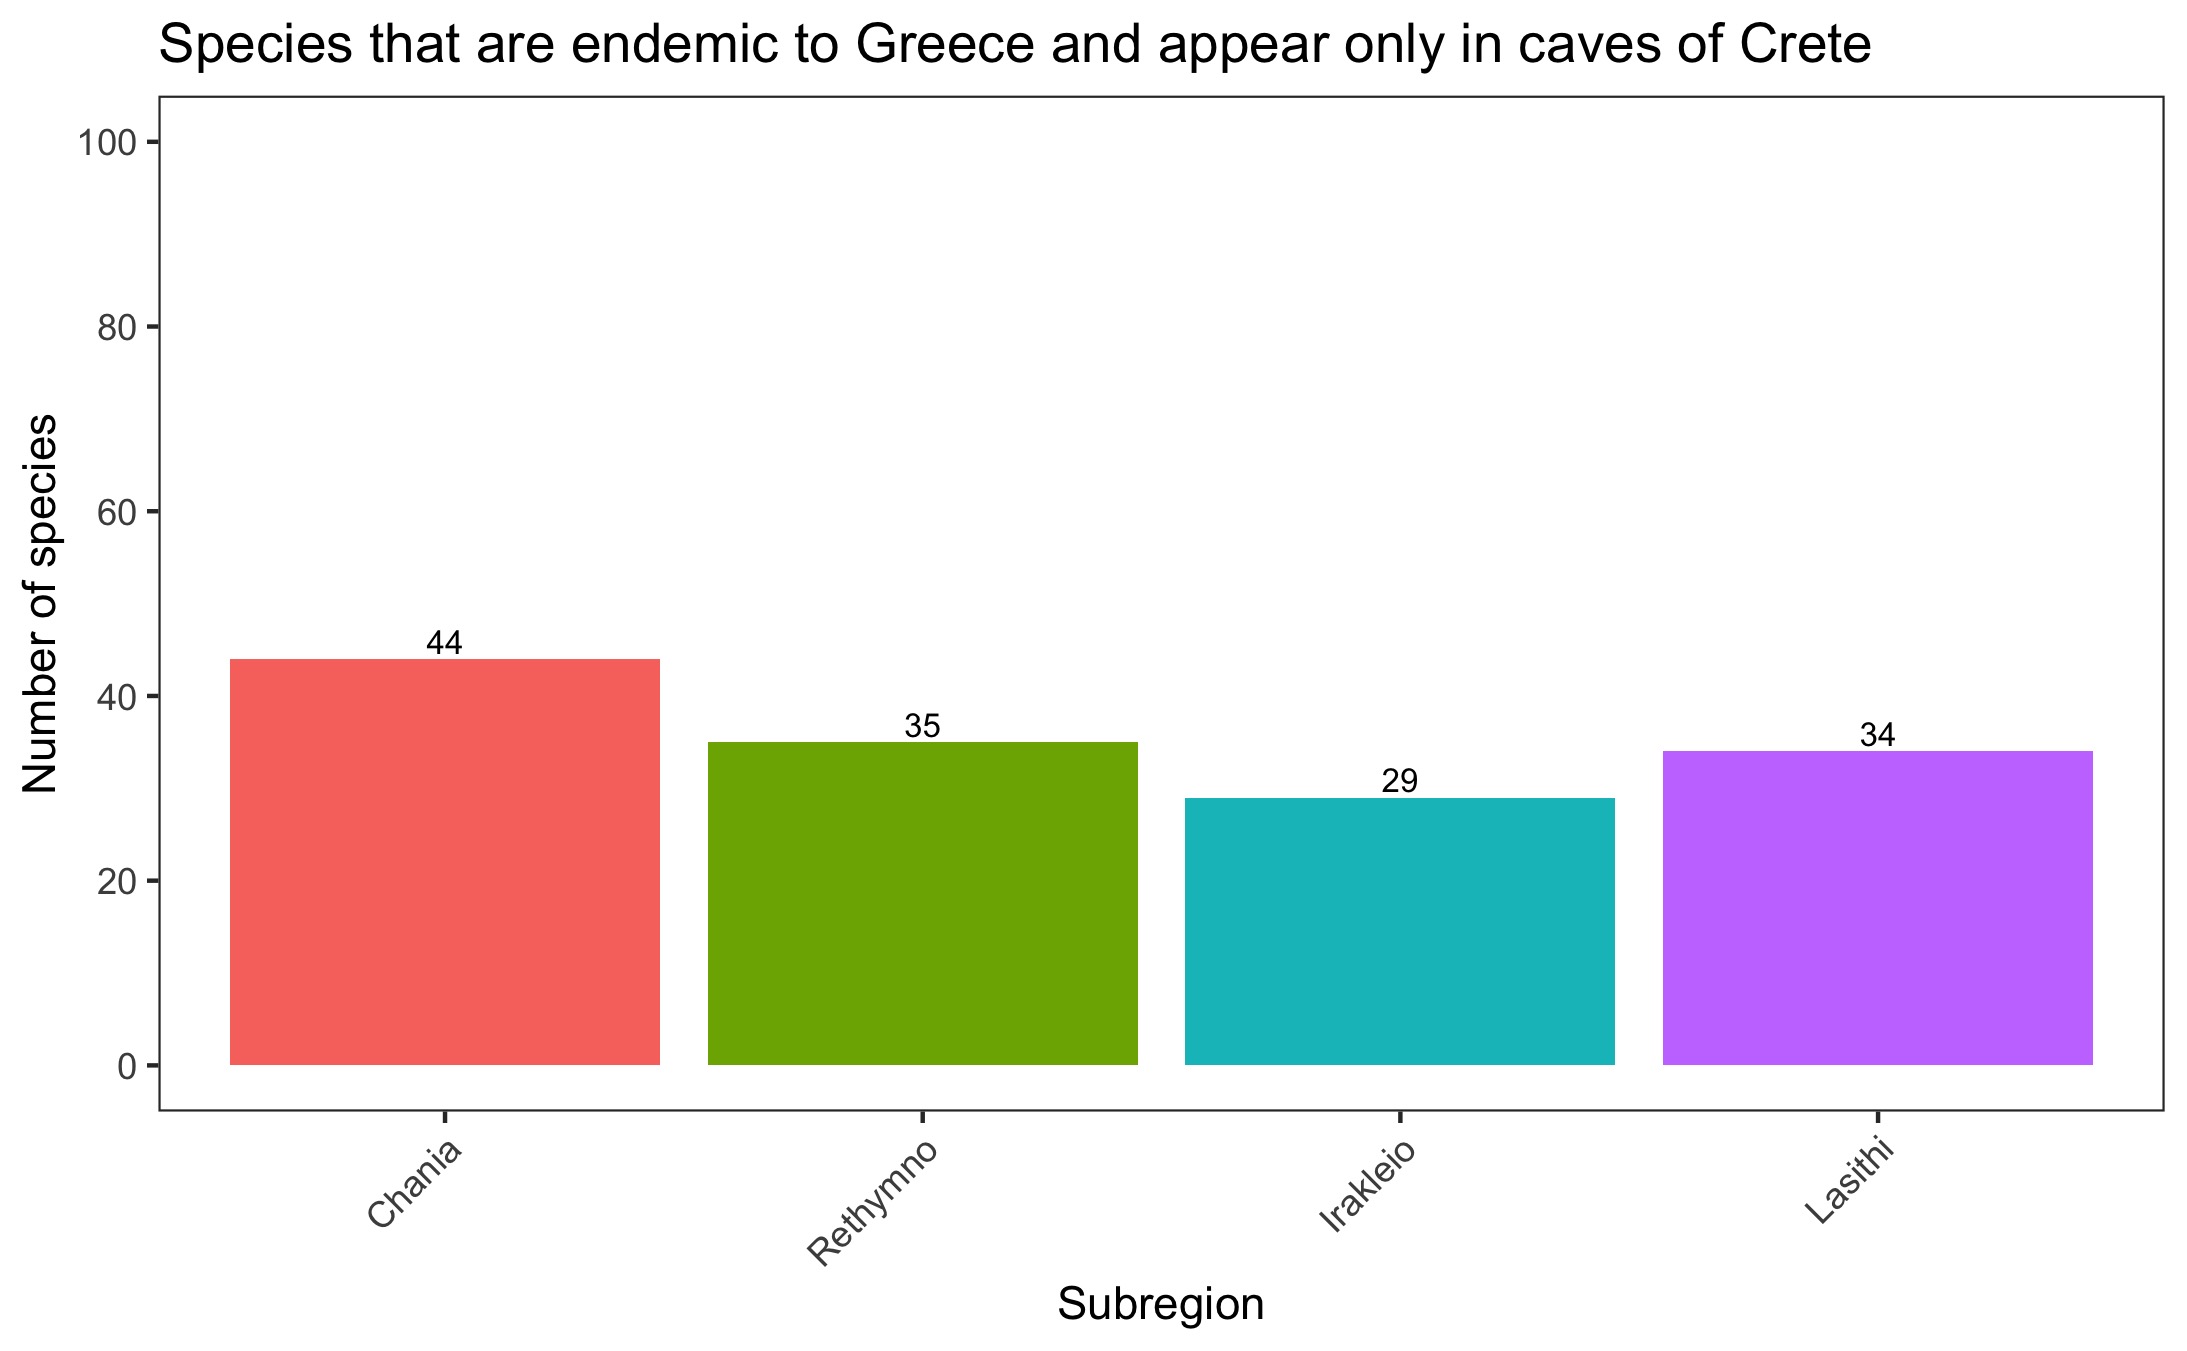 Species that are endemic to Greece and appear only in caves of Crete
Number of species
100
80
60
40
20
0
44
35
29
34
Chania
Rethymno
Irakleio
Lasithi
Subregion